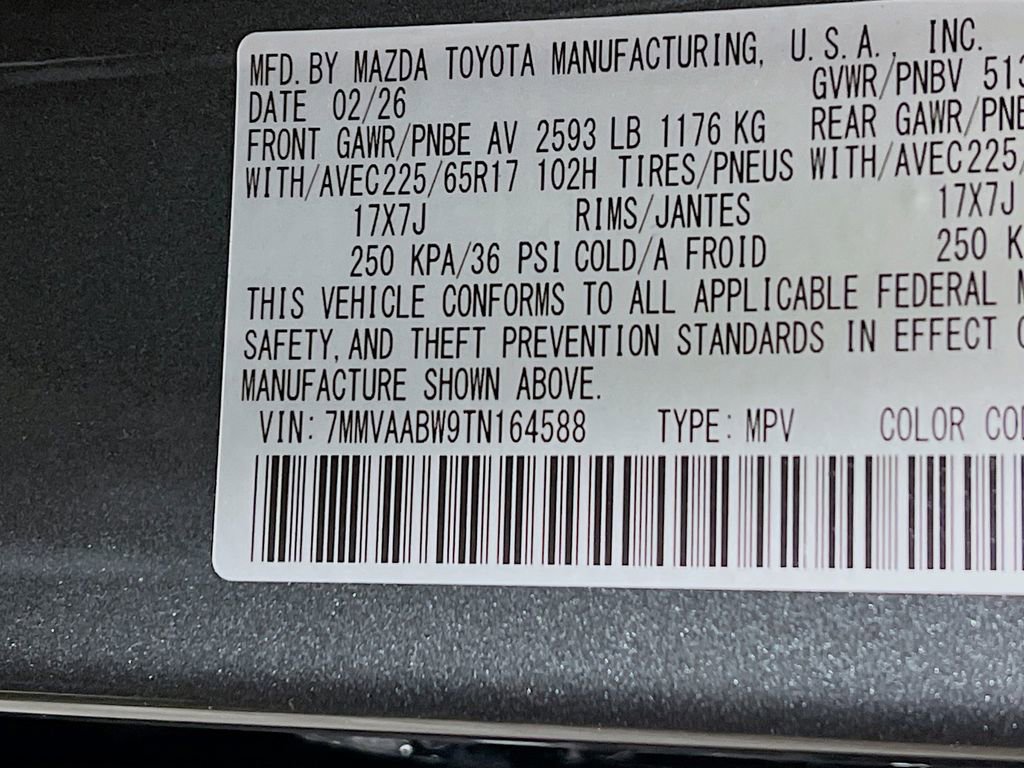 MFD. BY MAZDA TOYOTA MANUFACTURING, U.S.A., INC.
DATE 02/26 GVWR/PNBV 513
FRONT GAWR/PNBE AV 2593 LB 1176 KG REAR GAWR/PNBE
WITH/AVEC225/65R17 102H TIRES/PNEUS WITH/AVEC225/
17X7J RIMS/JANTES 17X7J
250 KPA/36 PSI COLD/A FROID 250 K
THIS VEHICLE CONFORMS TO ALL APPLICABLE FEDERAL M
SAFETY, AND THEFT PREVENTION STANDARDS IN EFFECT
MANUFACTURE SHOWN ABOVE.
VIN: 7MMVAABW9TN164588 TYPE: MPV COLOR COD